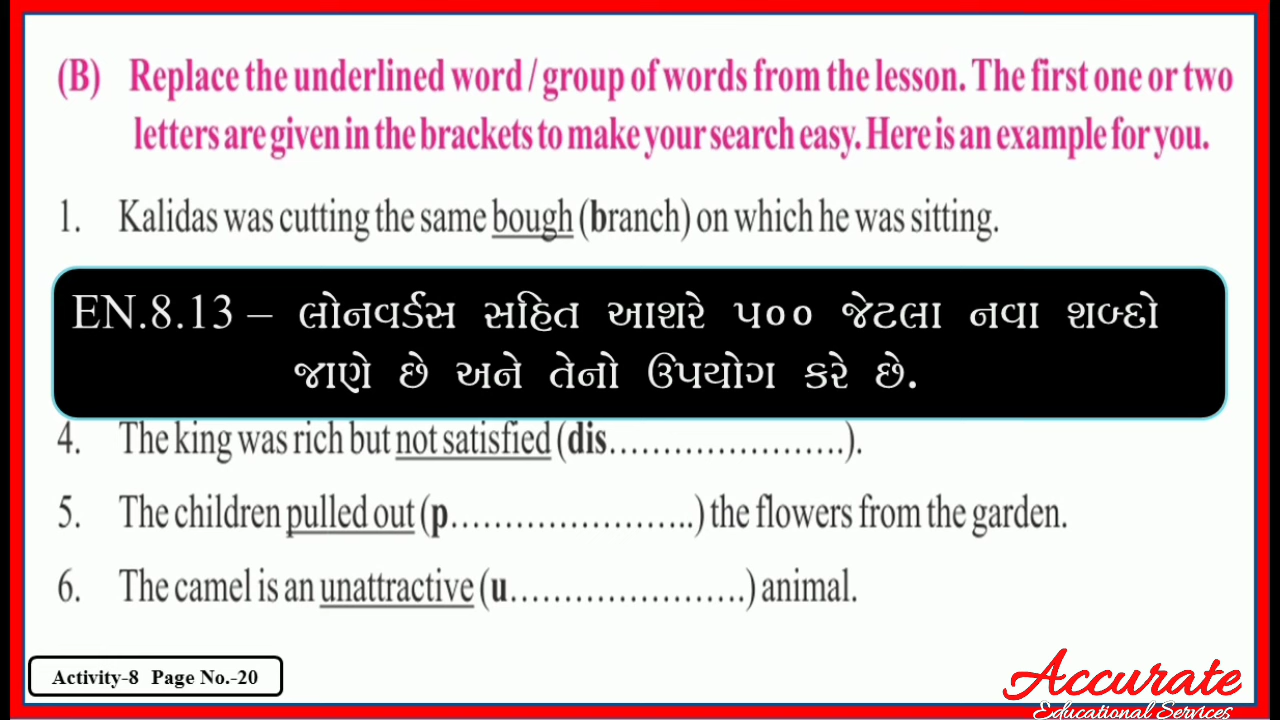 (B) Replace the underlined word / group of words from the lesson. The first one or two
letters are given in the brackets to make your search easy. Here is an example for you.
1. Kalidas was cutting the same bough (branch) on which he was sitting.
EN.8.13 – લોનવર્ડસ સહિત આશરે ૫૦૦ જેટલા નવા શબ્દો
જાણે છે અને તેનો ઉપયોગ કરે છે.
4. The king was rich but not satisfied (dis......................).
5. The children pulled out (p.......................) the flowers from the garden.
6. The camel is an unattractive (u......................) animal.
Activity-8 Page No.-20
Accurate
Educational Services